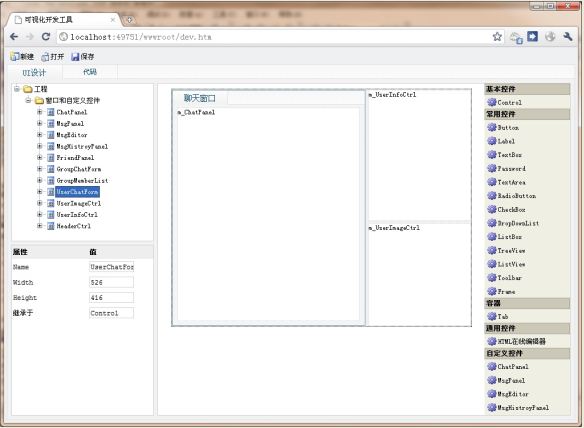 可视化开发工具
localhost:49751/wwwroot/dev.htm
新建 打开 保存
UI设计 代码
工程
窗口和自定义控件
ChatPanel
MsgPanel
MsgEditor
MsgHistroyPanel
FriendPanel
GroupChatForm
GroupMemberList
UserChatForm
UserImageCtrl
UserInfoCtrl
HeaderCtrl
属性 值
Name UserChatFor
Width 526
Height 416
继承于 Control
聊天窗口
m_ChatPanel
m_UserInfoCtrl
m_UserImageCtrl
基本控件
Control
常用控件
Button
Label
TextBox
Password
TextArea
RadioButton
CheckBox
DropDownList
ListBox
TreeView
ListView
Toolbar
Frame
容器
Tab
通用控件
HTML在线编辑器
自定义控件
ChatPanel
MsgPanel
MsgEditor
MsgHistroyPanel